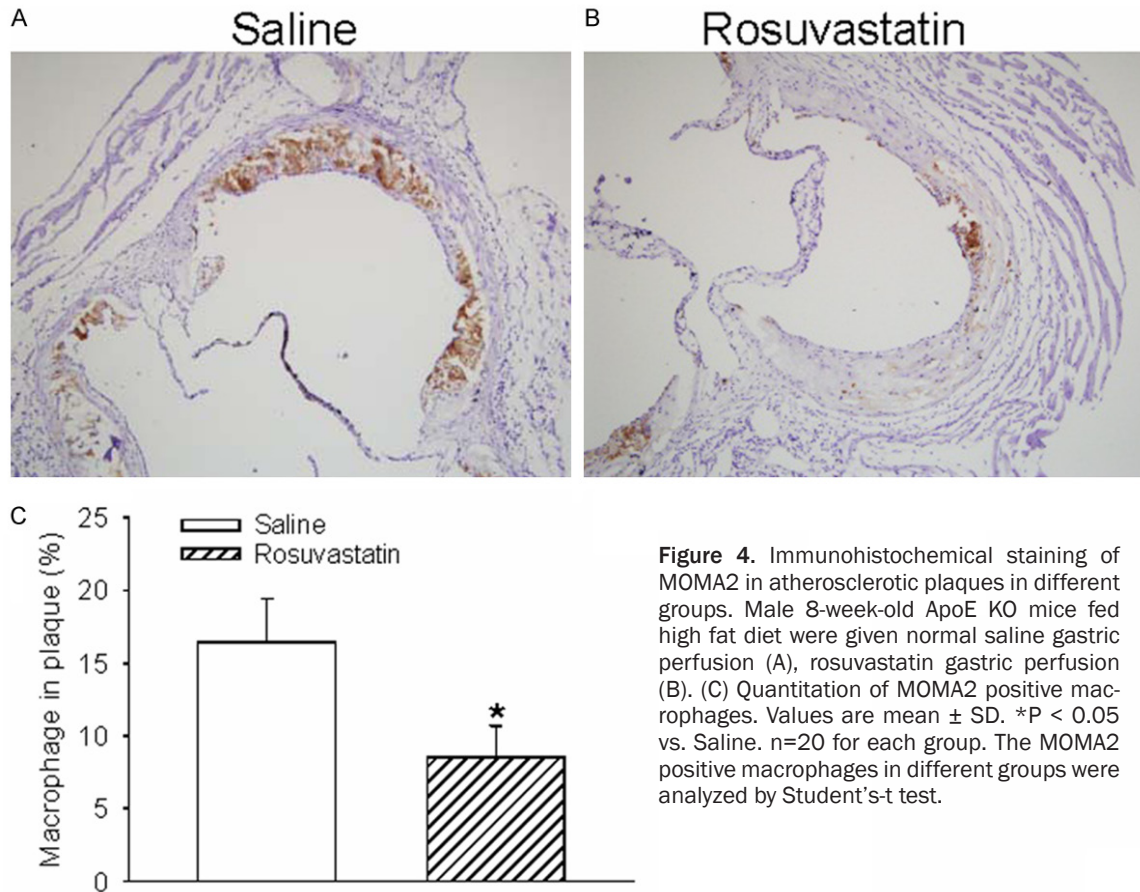 A
Saline
B
Rosuvastatin
C
Macrophage in plaque (%)
25
20
15
10
5
0
Saline
Rosuvastatin
*
Figure 4. Immunohistochemical staining of
MOMA2 in atherosclerotic plaques in different
groups. Male 8-week-old ApoE KO mice fed
high fat diet were given normal saline gastric
perfusion (A), rosuvastatin gastric perfusion
(B). (C) Quantitation of MOMA2 positive mac-
rophages. Values are mean ± SD. *P < 0.05
vs. Saline. n=20 for each group. The MOMA2
positive macrophages in different groups were
analyzed by Student's-t test.